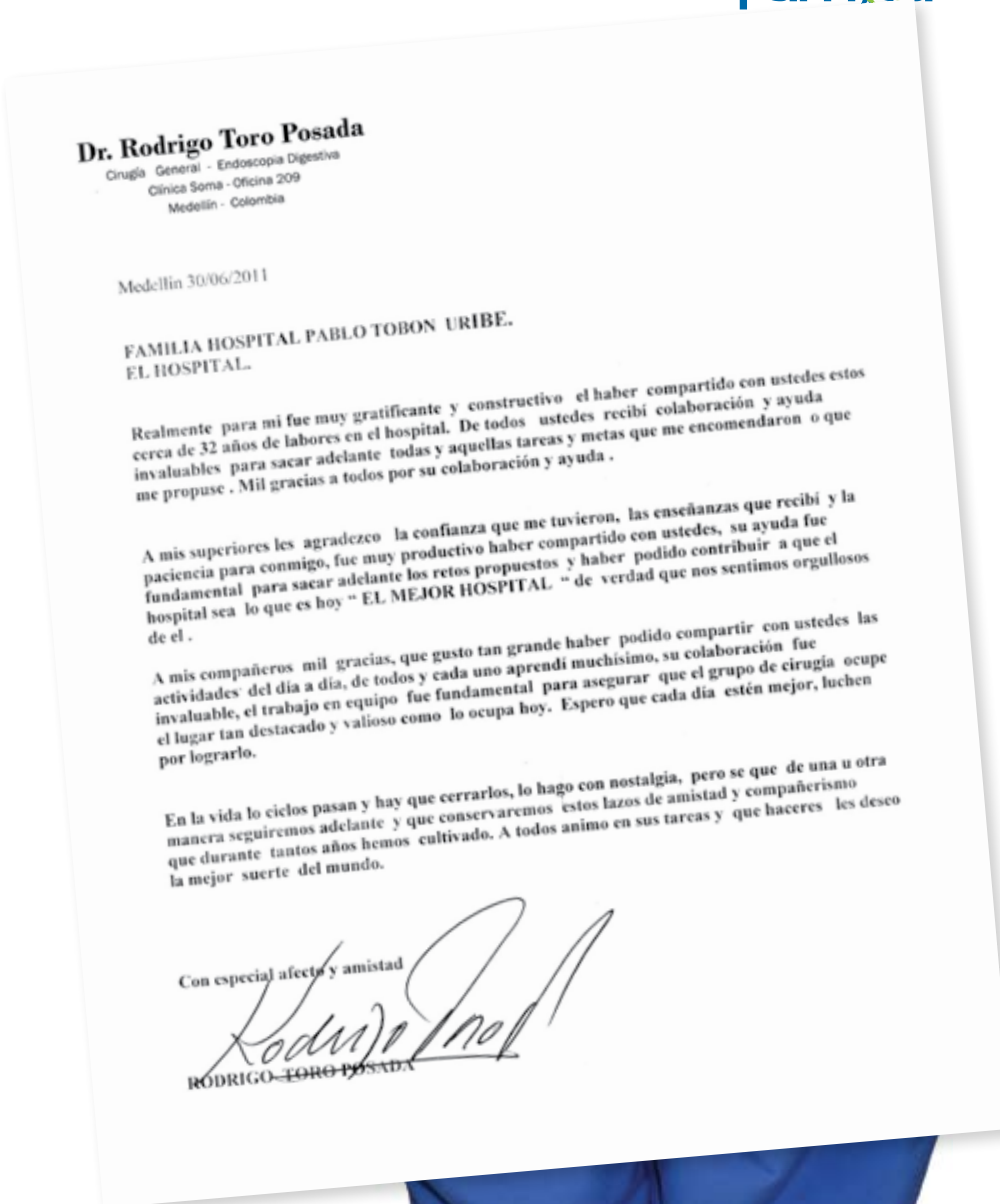 Dr. Rodrigo Toro Posada
Cirugía General - Endoscopia Digestiva
Clínica Soma - Oficina 209
Medellín - Colombia
Medellin 30/06/2011
FAMILIA HOSPITAL PABLO TOBON URIBE.
EL HOSPITAL.
Realmente para mi fue muy gratificante y constructivo el haber compartido con ustedes estos
cerca de 32 años de labores en el hospital. De todos ustedes recibí colaboración y ayuda
invaluables para sacar adelante todas y aquellas tareas y metas que me encomendaron o que
me propuse . Mil gracias a todos por su colaboración y ayuda .
A mis superiores les agradezco la confianza que me tuvieron, las enseñanzas que recibí y la
paciencia para conmigo, fue muy productivo haber compartido con ustedes, su ayuda fue
fundamental para sacar adelante los retos propuestos y haber podido contribuir a que el
hospital sea lo que es hoy “ EL MEJOR HOSPITAL “ de verdad que nos sentimos orgullosos
de el .
A mis compañeros mil gracias, que gusto tan grande haber podido compartir con ustedes las
actividades del día a día, de todos y cada uno aprendí muchísimo, su colaboración fue
invaluable, el trabajo en equipo fue fundamental para asegurar que el grupo de cirugía ocupe
el lugar tan destacado y valioso como lo ocupa hoy. Espero que cada día estén mejor, luchen
por lograrlo.
En la vida lo ciclos pasan y hay que cerrarlos, lo hago con nostalgia, pero se que de una u otra
manera seguiremos adelante y que conservaremos estos lazos de amistad y compañerismo
que durante tantos años hemos cultivado. A todos animo en sus tareas y que haceres les deseo
la mejor suerte del mundo.
Con especial afecto y amistad
RODRIGO TORO POSADA